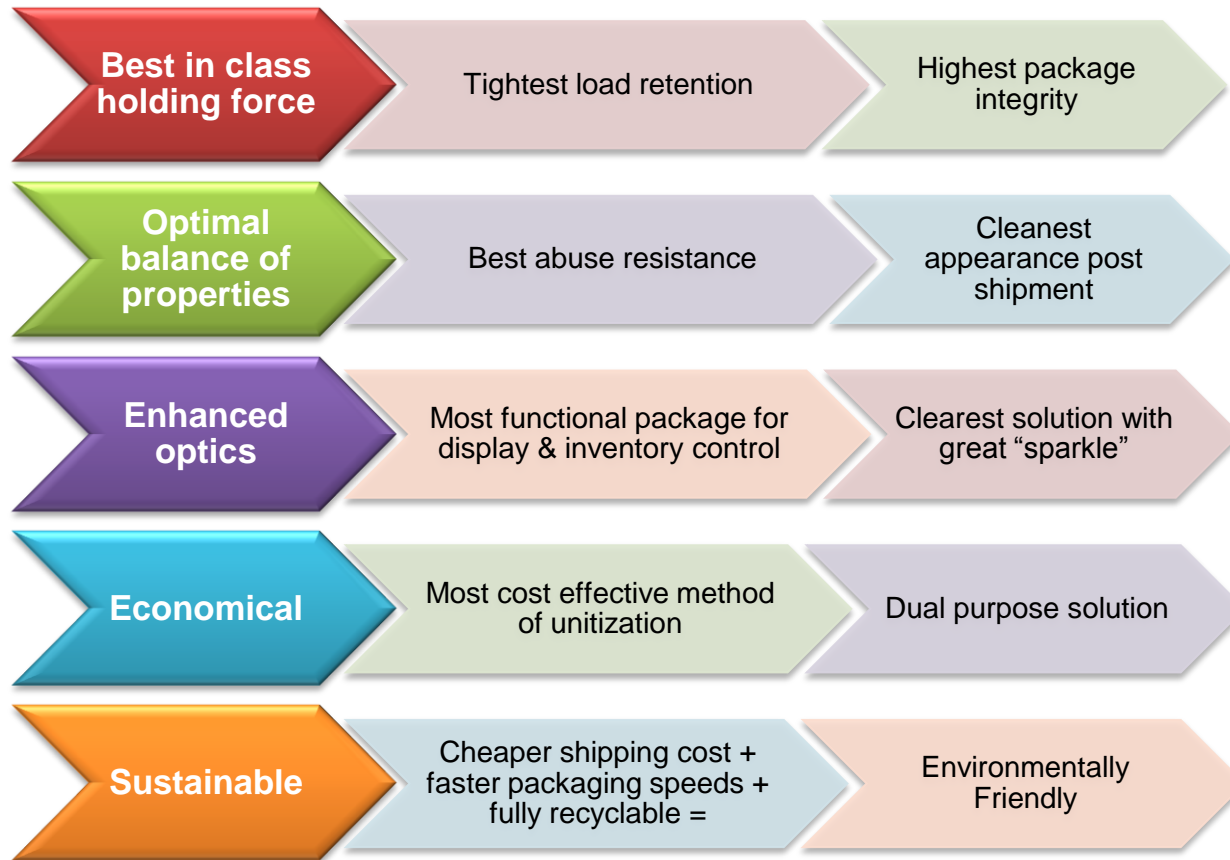 Best in class
holding force
Tightest load retention
Highest package
integrity
Optimal
balance of
properties
Best abuse resistance
Cleanest
appearance post
shipment
Enhanced
optics
Most functional package for
display & inventory control
Clearest solution with
great “sparkle”
Economical
Most cost effective method
of unitization
Dual purpose solution
Sustainable
Cheaper shipping cost +
faster packaging speeds +
fully recyclable =
Environmentally
Friendly